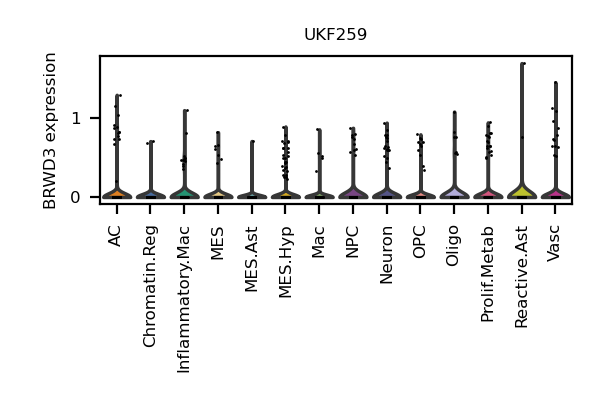 UKF259
BRWD3 expression
1
0
AC
Chromatin.Reg
Inflammatory.Mac
MES
MES.Ast
MES.Hyp
Mac
NPC
Neuron
OPC
Oligo
Prolif.Metab
Reactive.Ast
Vasc